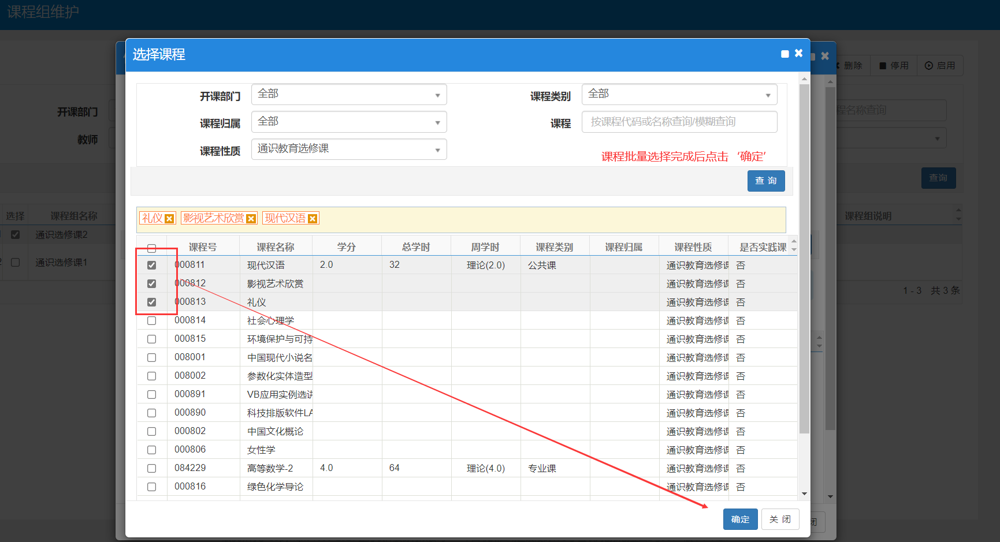 课程组维护
选择课程
删除 停用 启用
开课部门 全部 课程类别 全部
课程归属 全部 课程 按课程代码或名称查询/模糊查询
课程性质 通识教育选修课
课程批量选择完成后点击 ‘确定’
查 询
开课部门
教师
程名称查询
查询
礼仪 影视艺术欣赏 现代汉语
选择 课程组名称 课程组说明
通识选修课2
2 通识选修课1
1 - 3 共 3 条
课程号 课程名称 学分 总学时 周学时 课程类别 课程归属 课程性质 是否实践课
000811 现代汉语 2.0 32 理论(2.0) 公共课 通识教育选修课 否
000812 影视艺术欣赏 通识教育选修课 否
000813 礼仪 通识教育选修课 否
000814 社会心理学 通识教育选修课 否
000815 环境保护与可持 通识教育选修课 否
008001 中国现代小说名 通识教育选修课 否
008002 参数化实体造型 通识教育选修课 否
000891 VB应用实例选讲 通识教育选修课 否
000890 科技排版软件LA 通识教育选修课 否
000802 中国文化概论 通识教育选修课 否
000806 女性学 通识教育选修课 否
084229 高等数学-2 4.0 64 理论(4.0) 专业课 通识教育选修课 否
000816 绿色化学导论 通识教育选修课 否
确定 关 闭
闭